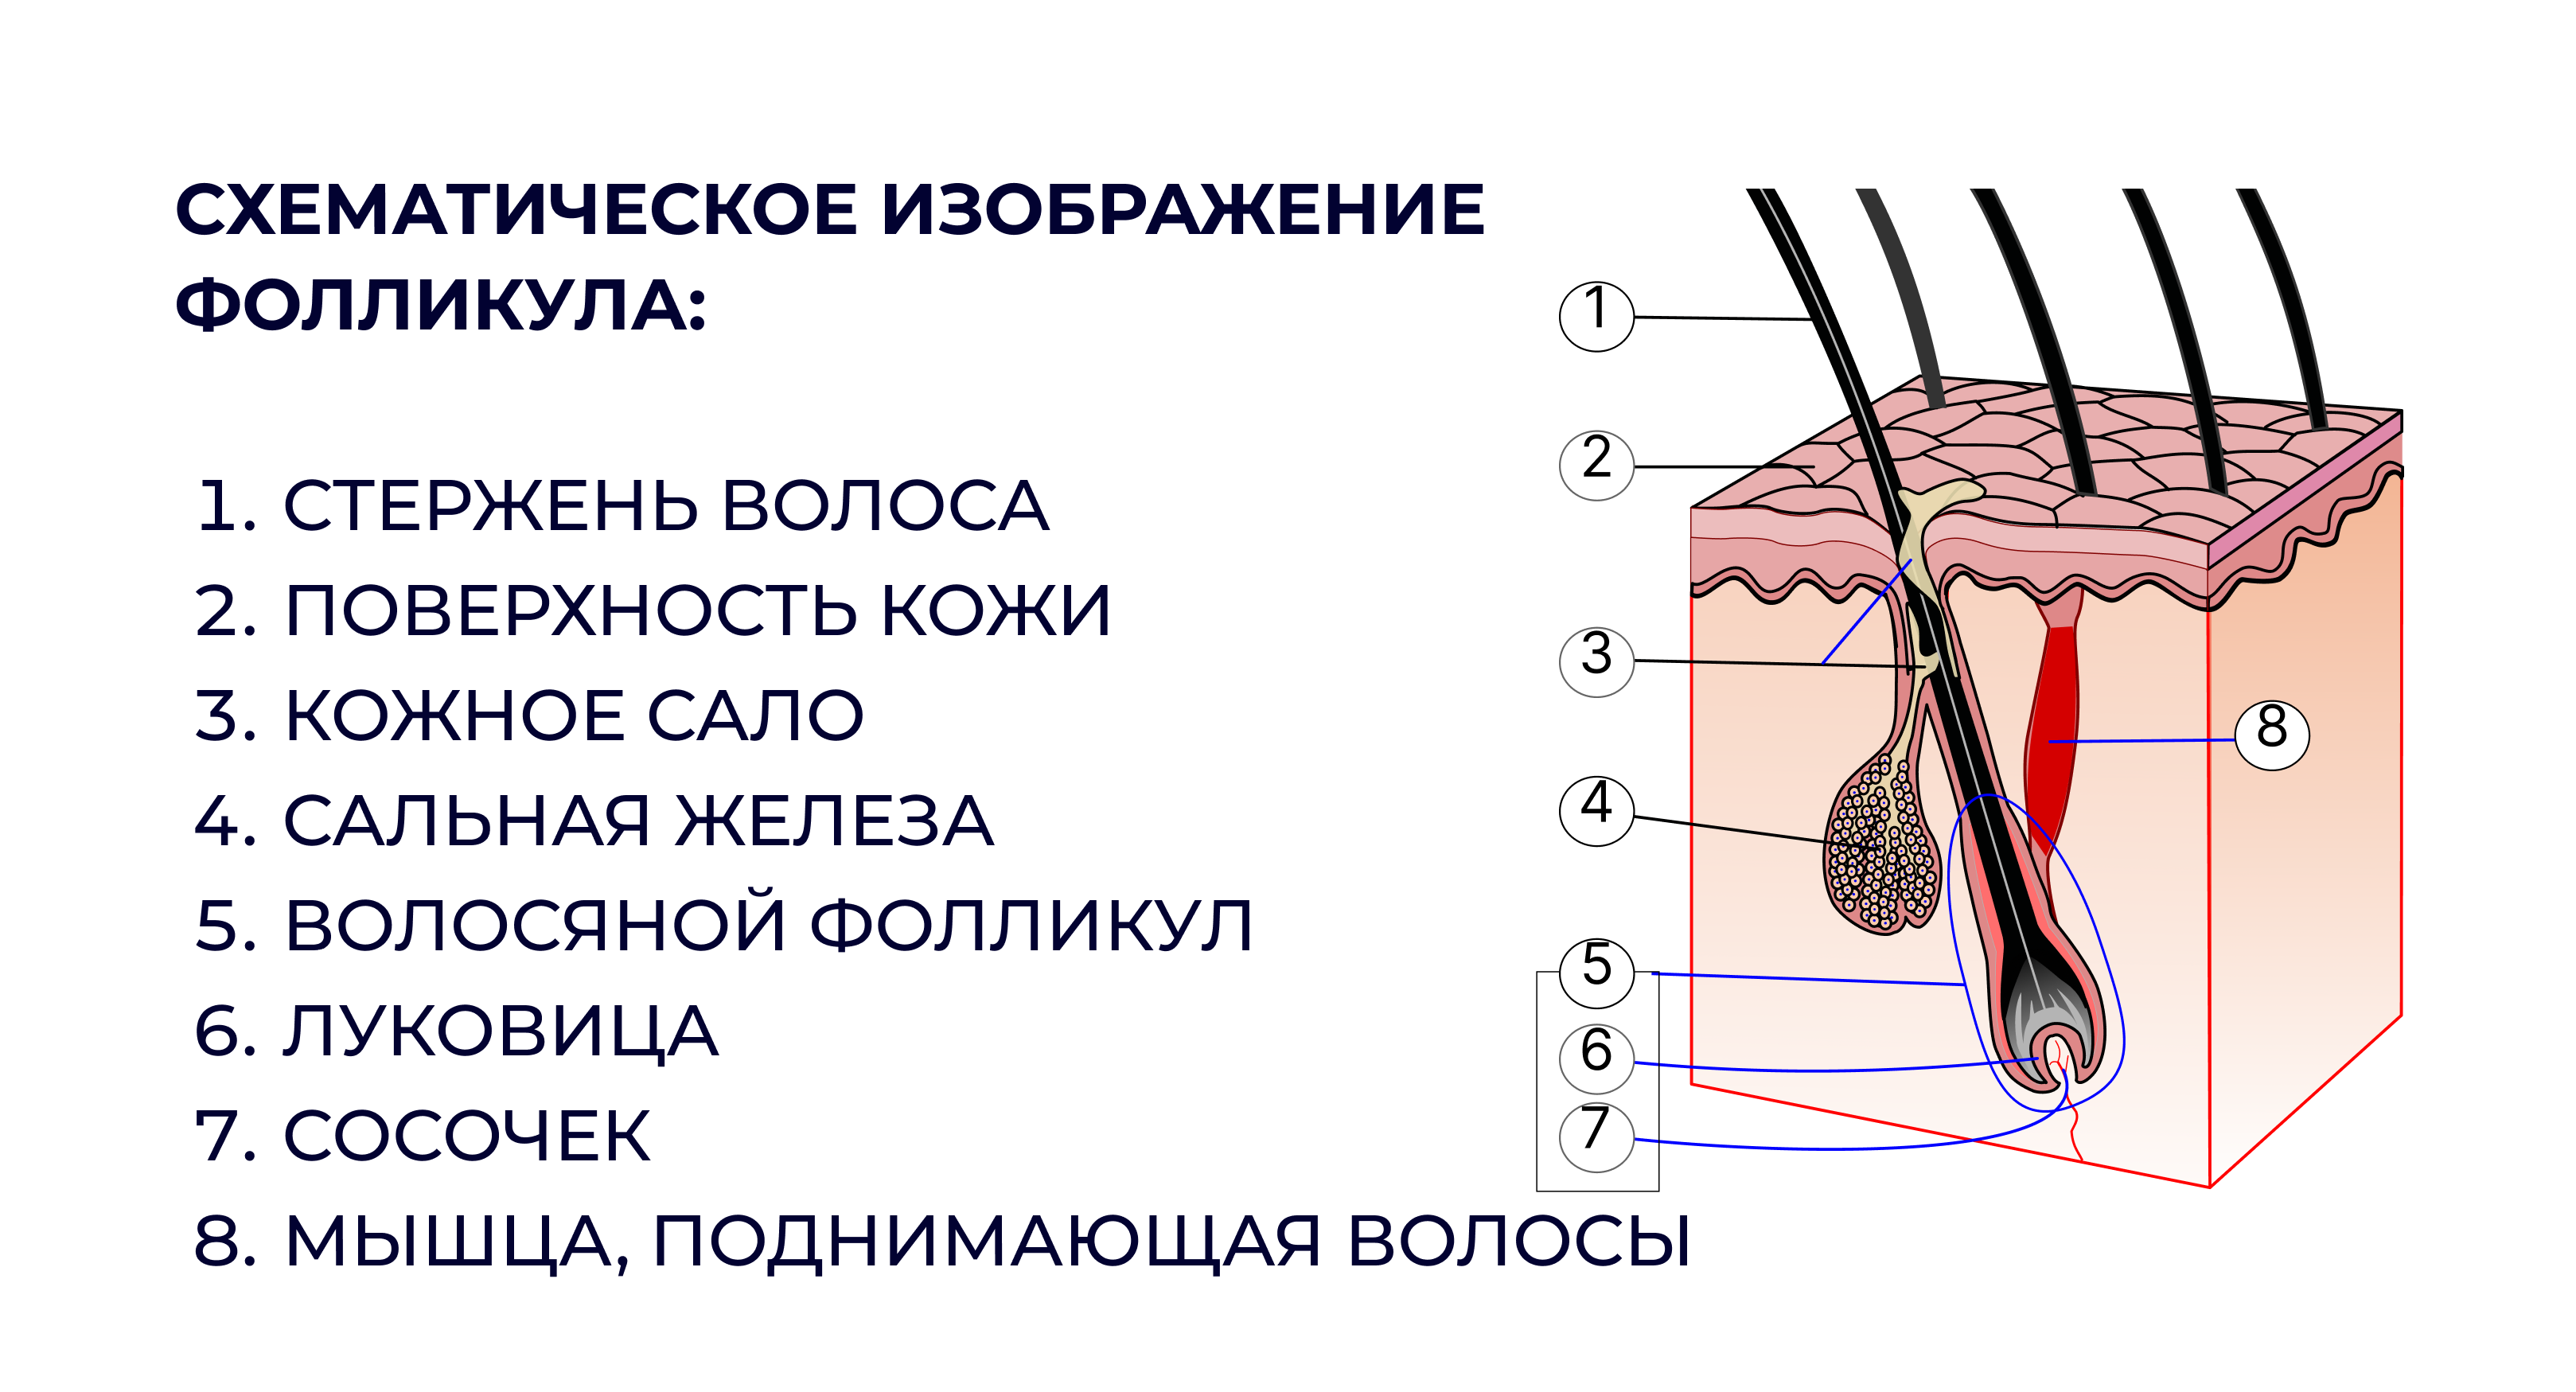 СХЕМАТИЧЕСКОЕ ИЗОБРАЖЕНИЕ
ФОЛЛИКУЛА:
1. СТЕРЖЕНЬ ВОЛОСА
2. ПОВЕРХНОСТЬ КОЖИ
3. КОЖНОЕ САЛО
4. САЛЬНАЯ ЖЕЛЕЗА
5. ВОЛОСЯНОЙ ФОЛЛИКУЛ
6. ЛУКОВИЦА
7. СОСОЧЕК
8. МЫШЦА, ПОДНИМАЮЩАЯ ВОЛОСЫ
1
2
3
4
5
6
7
8